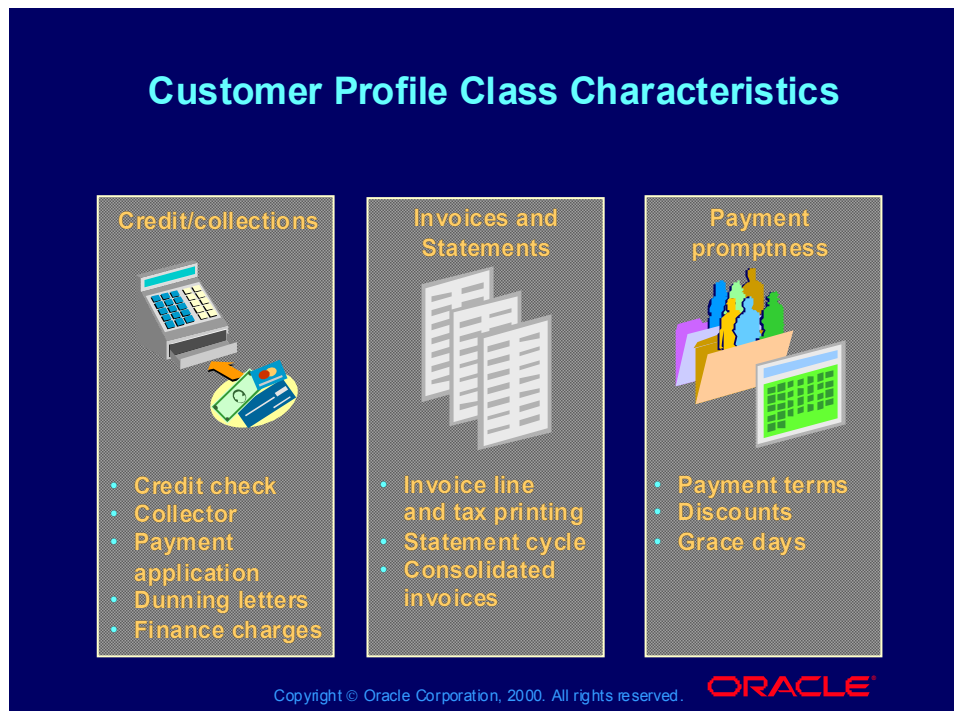 Customer Profile Class Characteristics
Credit/collections
• Credit check
• Collector
• Payment
application
• Dunning letters
• Finance charges
Invoices and
Statements
• Invoice line
and tax printing
• Statement cycle
• Consolidated
invoices
Payment
promptness
• Payment terms
• Discounts
• Grace days
Copyright © Oracle Corporation, 2000. All rights reserved.
ORACLE®